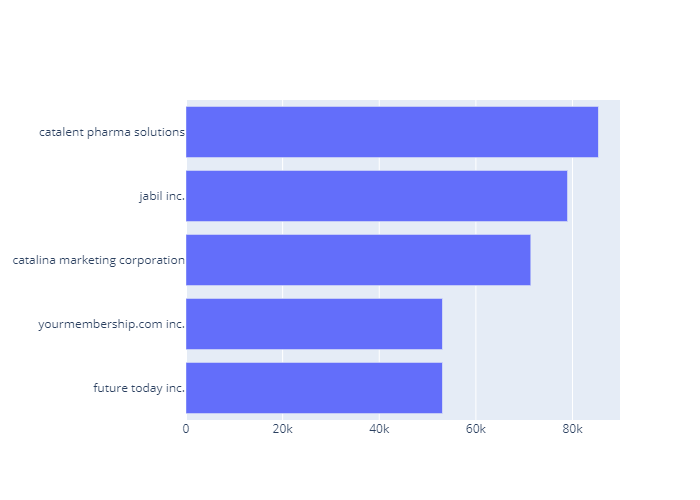 catalent pharma solutions
jabil inc.
catalina marketing corporation
yourmembership.com inc.
future today inc.
0 20k 40k 60k 80k